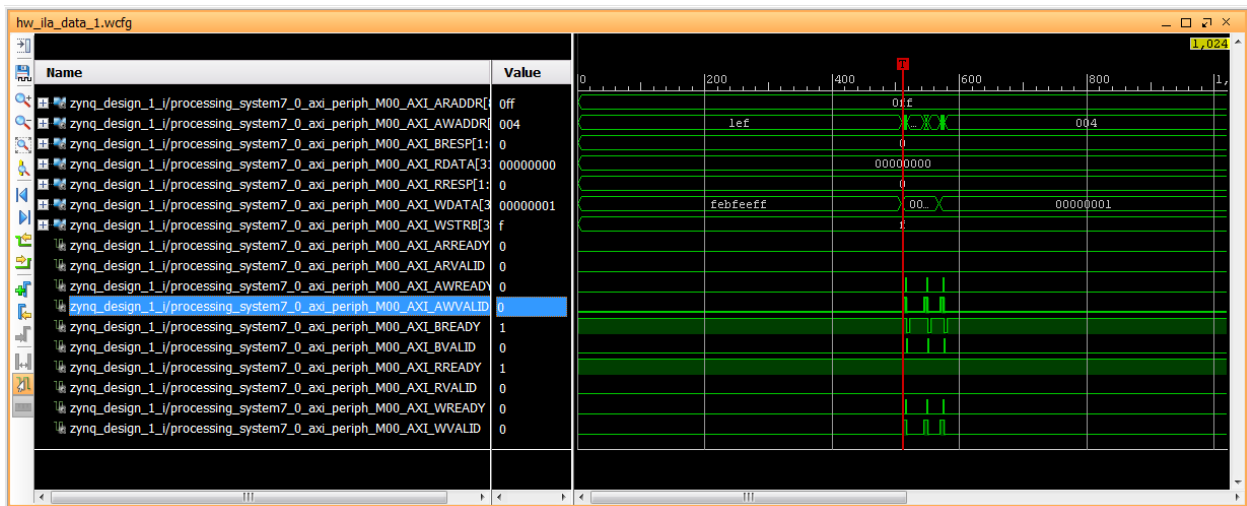 hw_ila_data_1.wcfg
1,024
Name Value
T
0 200 400 600 800 1,
zynq_design_1_i/processing_system7_0_axi_periph_M00_AXI_ARADDR[ 0ff 0ff
zynq_design_1_i/processing_system7_0_axi_periph_M00_AXI_AWADDR[ 004 1ef ... 004
zynq_design_1_i/processing_system7_0_axi_periph_M00_AXI_BRESP[1: 0 0
zynq_design_1_i/processing_system7_0_axi_periph_M00_AXI_RDATA[31 00000000 00000000
zynq_design_1_i/processing_system7_0_axi_periph_M00_AXI_RRESP[1: 0 0
zynq_design_1_i/processing_system7_0_axi_periph_M00_AXI_WDATA[3 00000001 febfeeff 00... 00000001
zynq_design_1_i/processing_system7_0_axi_periph_M00_AXI_WSTRB[3 f f
zynq_design_1_i/processing_system7_0_axi_periph_M00_AXI_ARREADY 0
zynq_design_1_i/processing_system7_0_axi_periph_M00_AXI_ARVALID 0
zynq_design_1_i/processing_system7_0_axi_periph_M00_AXI_AWREADY 0
zynq_design_1_i/processing_system7_0_axi_periph_M00_AXI_AWVALID 0
zynq_design_1_i/processing_system7_0_axi_periph_M00_AXI_BREADY 1
zynq_design_1_i/processing_system7_0_axi_periph_M00_AXI_BVALID 0
zynq_design_1_i/processing_system7_0_axi_periph_M00_AXI_RREADY 1
zynq_design_1_i/processing_system7_0_axi_periph_M00_AXI_RVALID 0
zynq_design_1_i/processing_system7_0_axi_periph_M00_AXI_WREADY 0
zynq_design_1_i/processing_system7_0_axi_periph_M00_AXI_WVALID 0